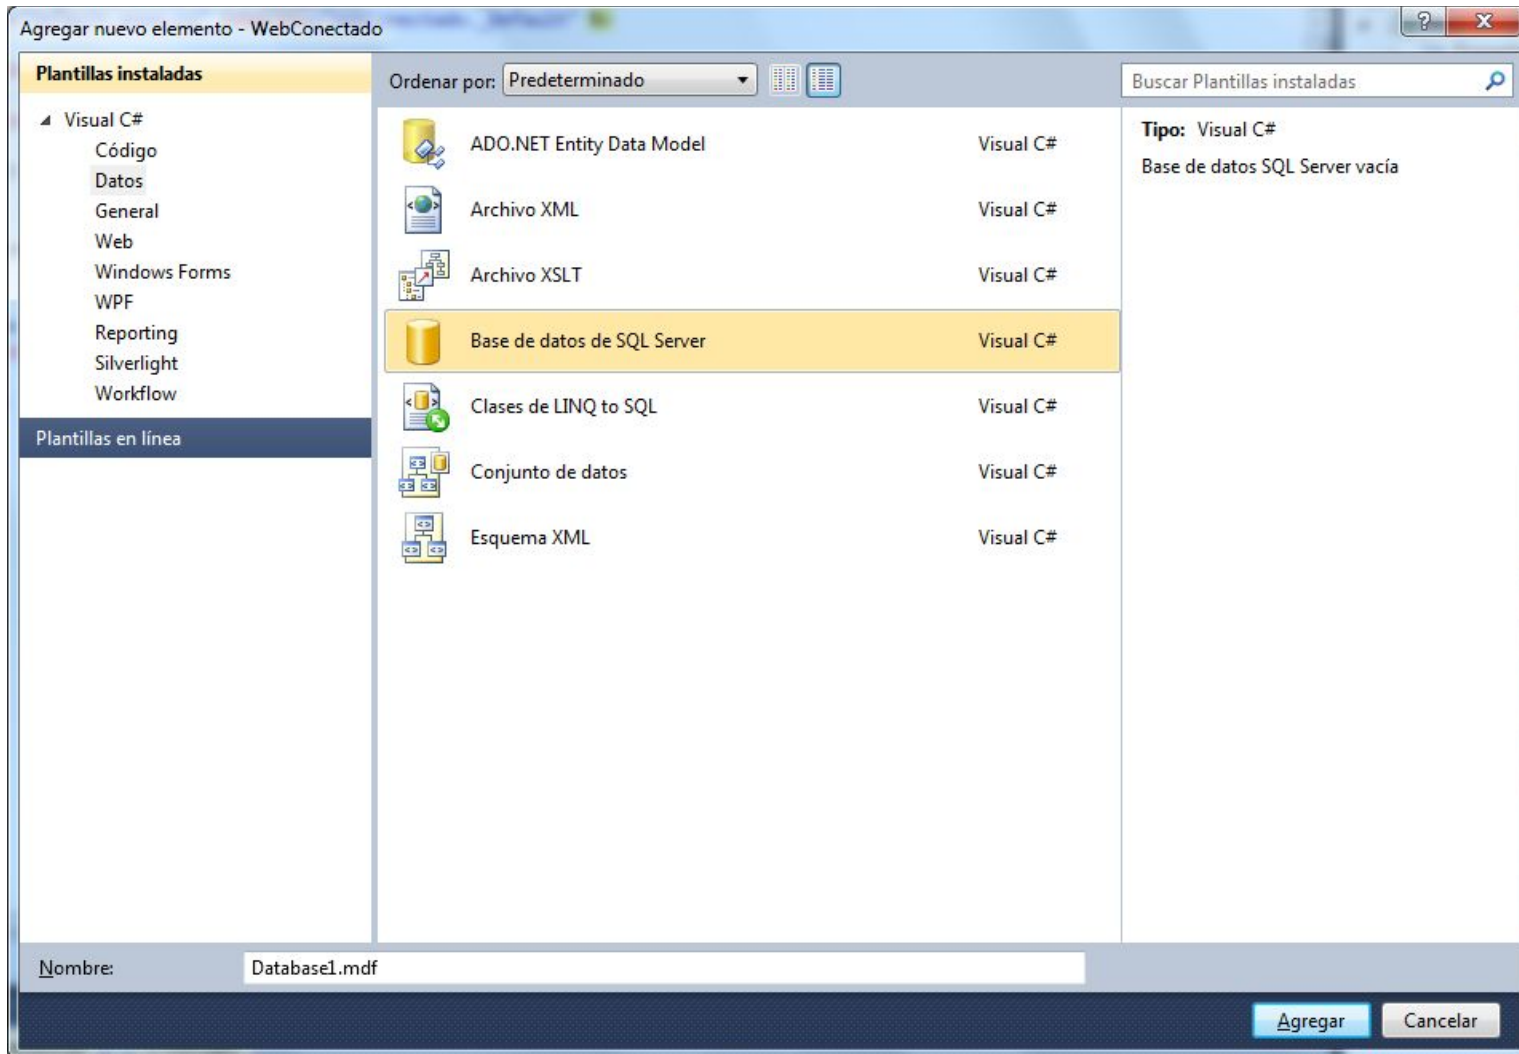 Agregar nuevo elemento - WebConectado
Plantillas instaladas
Ordenar por: Predeterminado
Buscar Plantillas instaladas
Visual C#
Código
Datos
General
Web
Windows Forms
WPF
Reporting
Silverlight
Workflow
Plantillas en línea
ADO.NET Entity Data Model Visual C#
Archivo XML Visual C#
Archivo XSLT Visual C#
Base de datos de SQL Server Visual C#
Clases de LINQ to SQL Visual C#
Conjunto de datos Visual C#
Esquema XML Visual C#
Tipo: Visual C#
Base de datos SQL Server vacía
Nombre: Database1.mdf
Agregar Cancelar